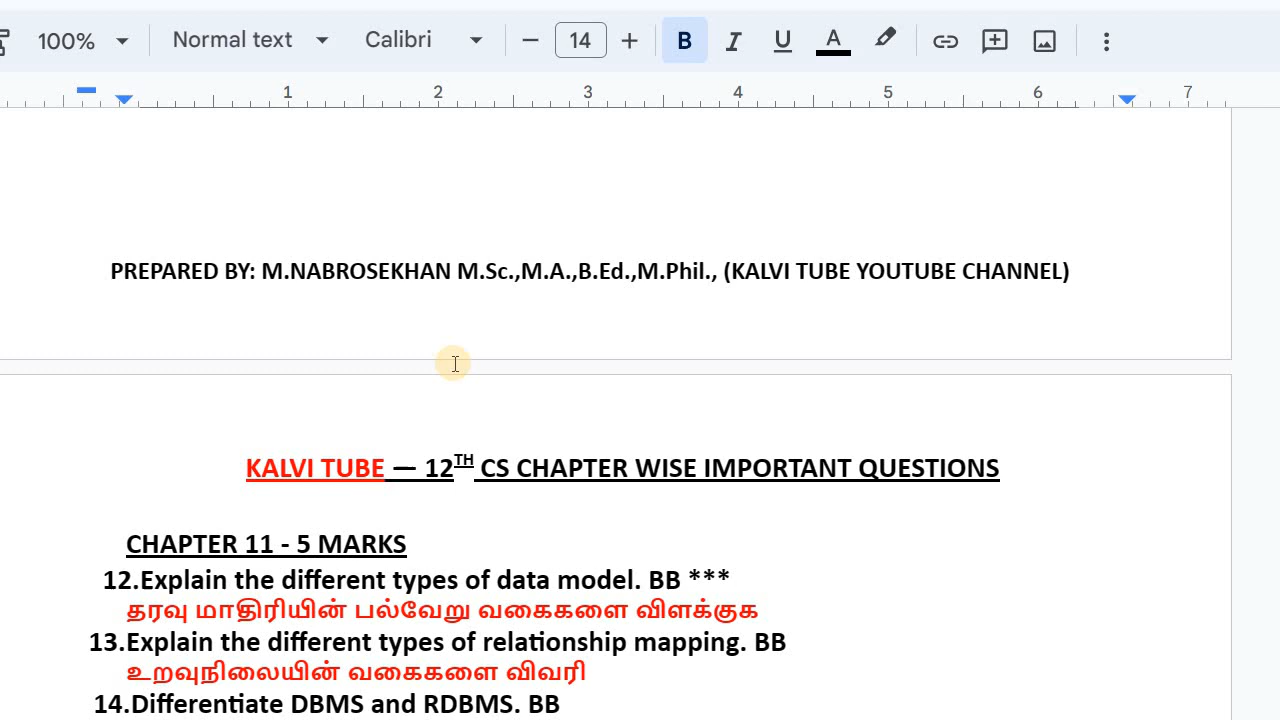 100% Normal text Calibri 14 B I U A
1 2 3 4 5 6 7
PREPARED BY: M.NABROSEKHAN M.Sc.,M.A.,B.Ed.,M.Phil., (KALVI TUBE YOUTUBE CHANNEL)
KALVI TUBE — 12TH CS CHAPTER WISE IMPORTANT QUESTIONS
CHAPTER 11 - 5 MARKS
12.Explain the different types of data model. BB ***
தரவு மாதிரியின் பல்வேறு வகைகளை விளக்குக
13.Explain the different types of relationship mapping. BB
உறவுநிலையின் வகைகளை விவரி
14.Differentiate DBMS and RDBMS. BB